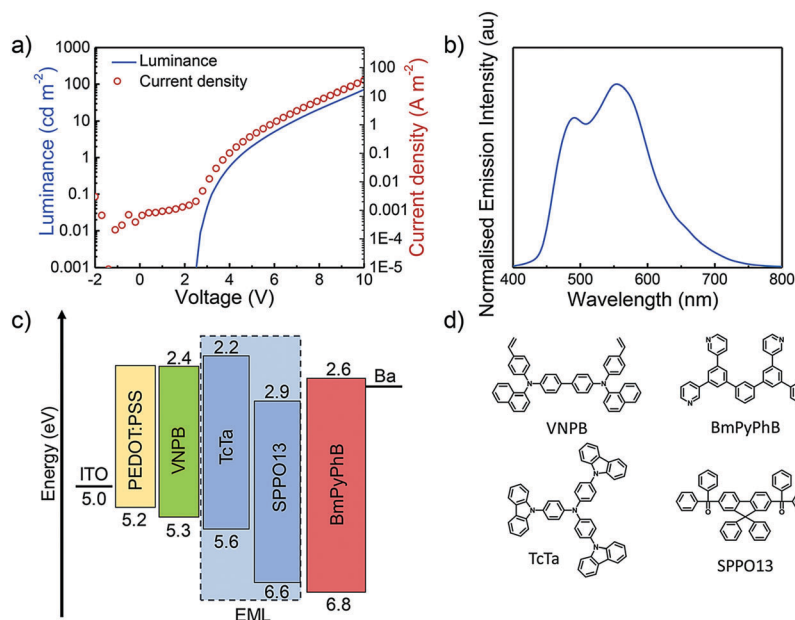 a)
1000
100
10
1
0.1
0.01
0.001
Luminance (cd m⁻²)
Luminance
Current density
100
10
1
0.1
0.01
0.001
1E-4
1E-5
Current density (A m⁻²)
-2 0 2 4 6 8 10
Voltage (V)
b)
Normalised Emission Intensity (au)
400 500 600 700 800
Wavelength (nm)
c)
Energy (eV)
ITO
5.0
PEDOT:PSS
5.2
2.4
VNPB
5.3
2.2
TcTa
5.6
2.9
SPPO13
6.6
EML
2.6
BmPyPhB
6.8
Ba
d)
N N
VNPB
N N
N
BmPyPhB
N
N N
N
TcTa
P P
O O
SPPO13